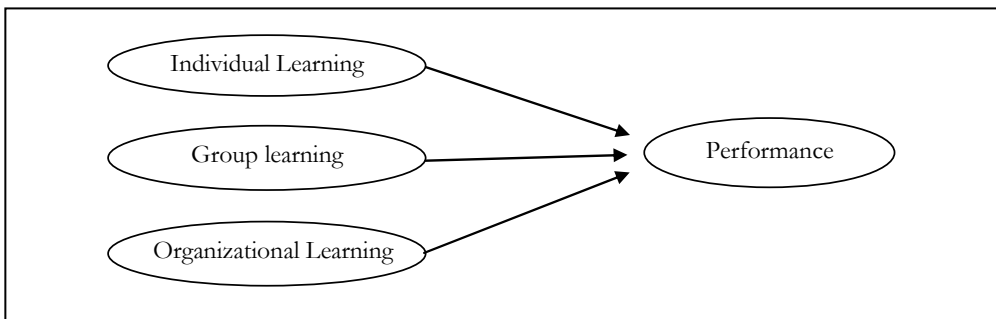 Individual Learning
Group learning
Performance
Organizational Learning